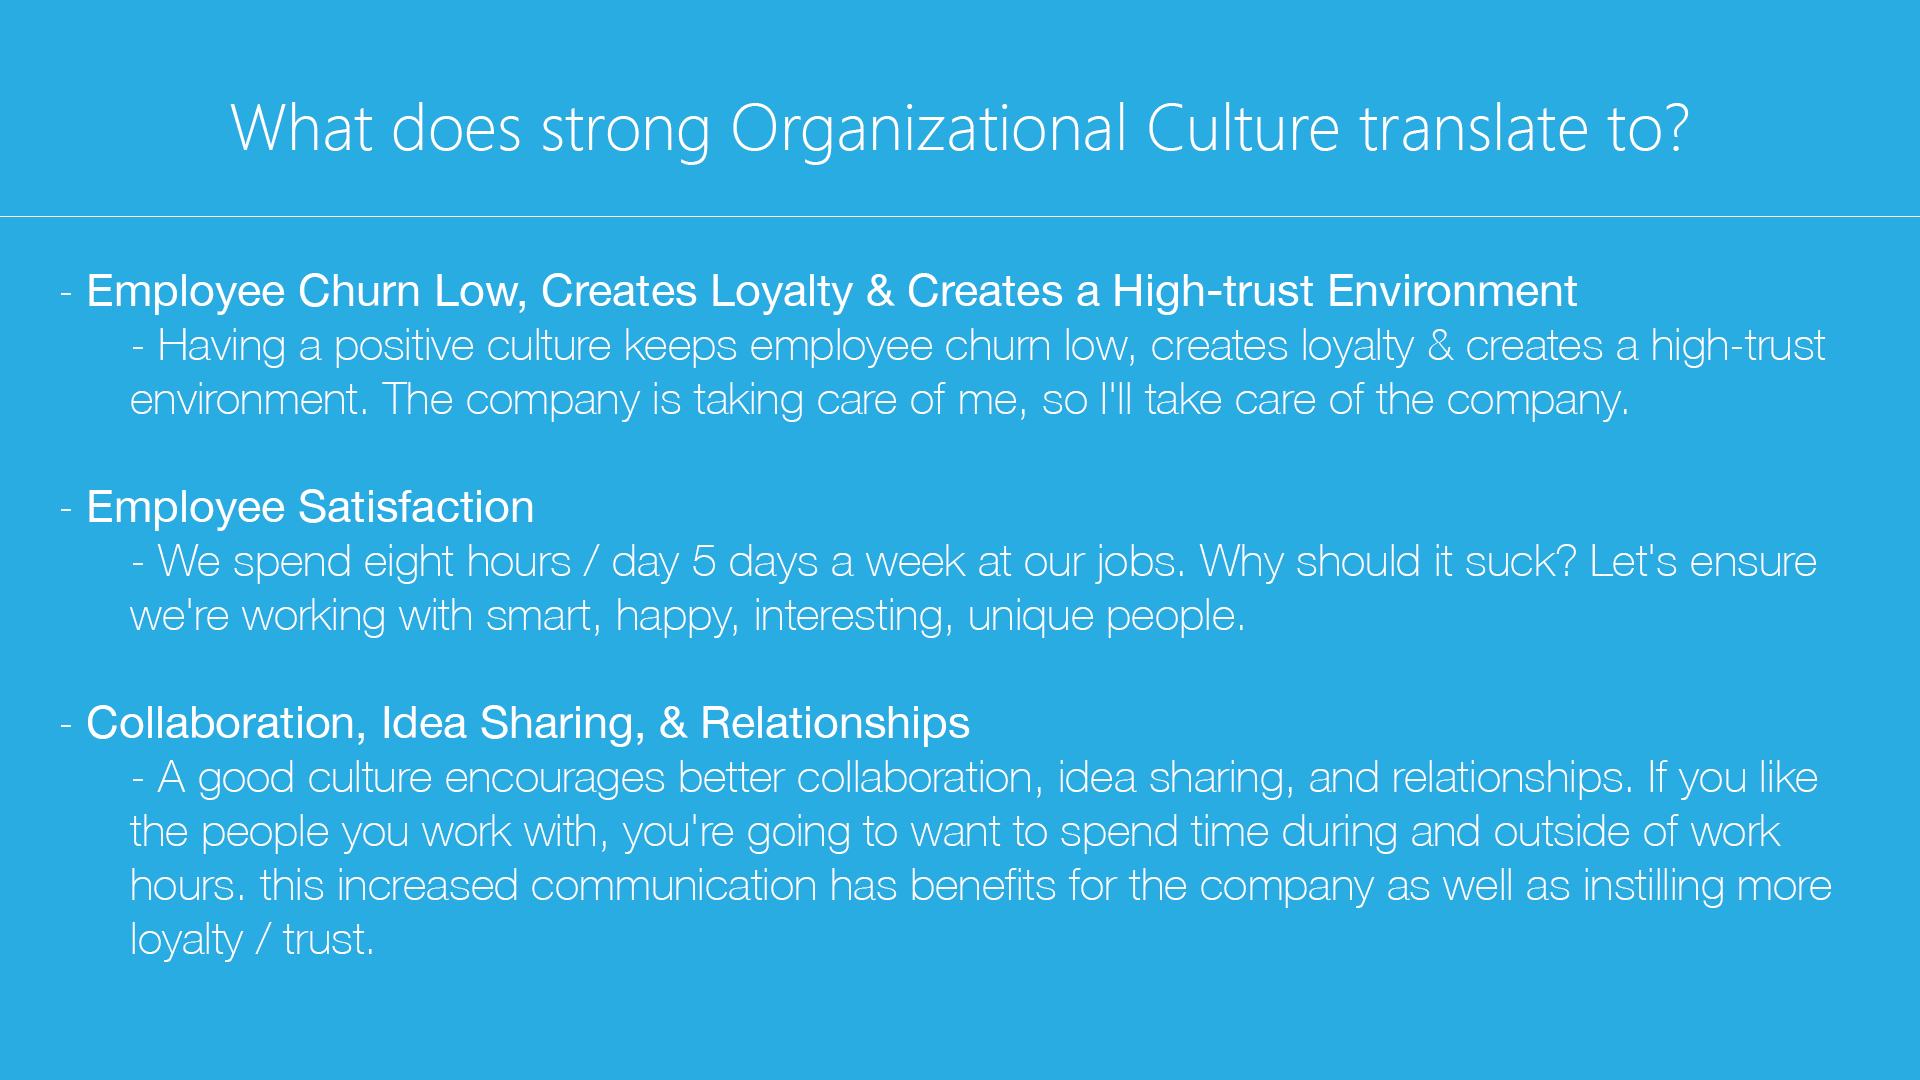 What does strong Organizational Culture translate to?
- Employee Churn Low, Creates Loyalty & Creates a High-trust Environment
- Having a positive culture keeps employee churn low, creates loyalty & creates a high-trust
environment. The company is taking care of me, so I'll take care of the company.
- Employee Satisfaction
- We spend eight hours / day 5 days a week at our jobs. Why should it suck? Let's ensure
we're working with smart, happy, interesting, unique people.
- Collaboration, Idea Sharing, & Relationships
- A good culture encourages better collaboration, idea sharing, and relationships. If you like
the people you work with, you're going to want to spend time during and outside of work
hours. this increased communication has benefits for the company as well as instilling more
loyalty / trust.